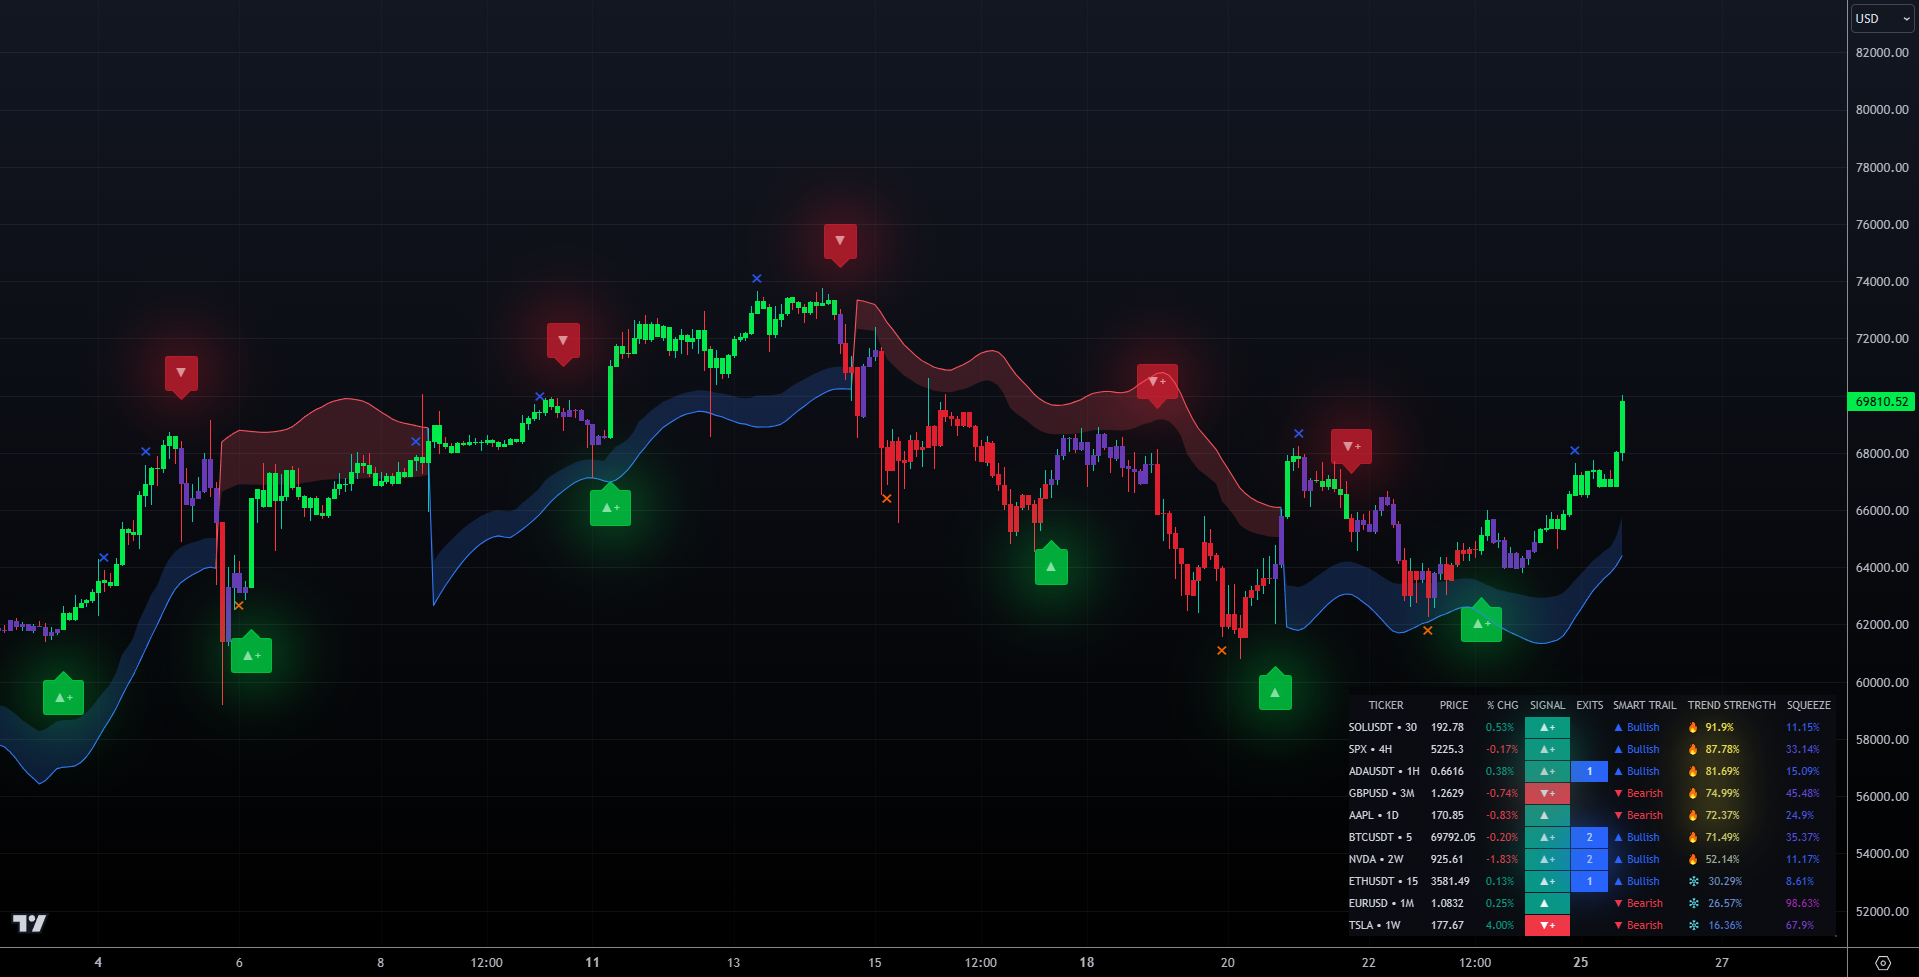 USD
82000.00
80000.00
78000.00
76000.00
74000.00
72000.00
69810.52
68000.00
66000.00
64000.00
62000.00
60000.00
58000.00
56000.00
54000.00
52000.00
TICKER PRICE % CHG SIGNAL EXITS SMART TRAIL TREND STRENGTH SQUEEZE
SOLUSDT • 30 192.78 0.53% ▲+ ▲ Bullish 🔥 91.9% 11.15%
SPX • 4H 5225.3 -0.17% ▲+ ▲ Bullish 🔥 87.78% 33.14%
ADAUSDT • 1H 0.6616 0.38% ▲+ 1 ▲ Bullish 🔥 81.69% 15.09%
GBPUSD • 3M 1.2629 -0.74% ▼+ ▼ Bearish 🔥 74.99% 45.48%
AAPL • 1D 170.85 -0.83% ▲ ▼ Bearish 🔥 72.37% 24.9%
BTCUSDT • 5 69792.05 -0.20% ▲+ 2 ▲ Bullish 🔥 71.49% 35.37%
NVDA • 2W 925.61 -1.83% ▲+ 2 ▲ Bullish 🔥 52.14% 11.17%
ETHUSDT • 15 3581.49 0.13% ▲+ 1 ▲ Bullish ❄ 30.29% 8.61%
EURUSD • 1M 1.0832 0.25% ▲ ▼ Bearish ❄ 26.57% 98.63%
TSLA • 1W 177.67 4.00% ▼+ ▼ Bearish ❄ 16.36% 67.9%
4 6 8 12:00 11 13 15 12:00 18 20 22 12:00 25 27